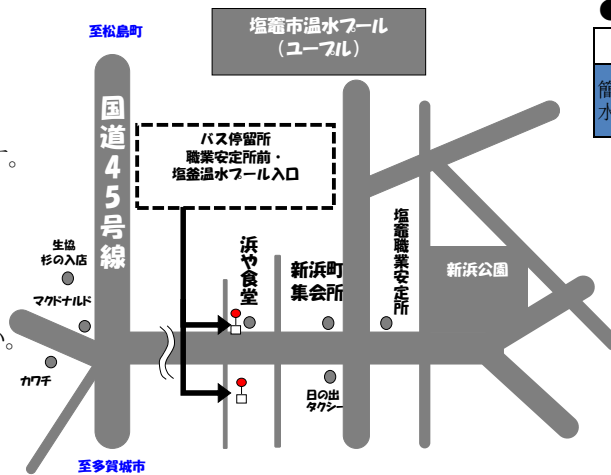 至松島町
塩竈市温水プール
(ユープル)
国道45号線
す。
簡
水
バス停留所
職業安定所前・
塩釜温水プール入口
生協
杉の入店
マクドナルド
浜や食堂
新浜町
集会所
塩竈職業安定所
新浜公園
い。
カワチ
日の出
タクシー
至多賀城市